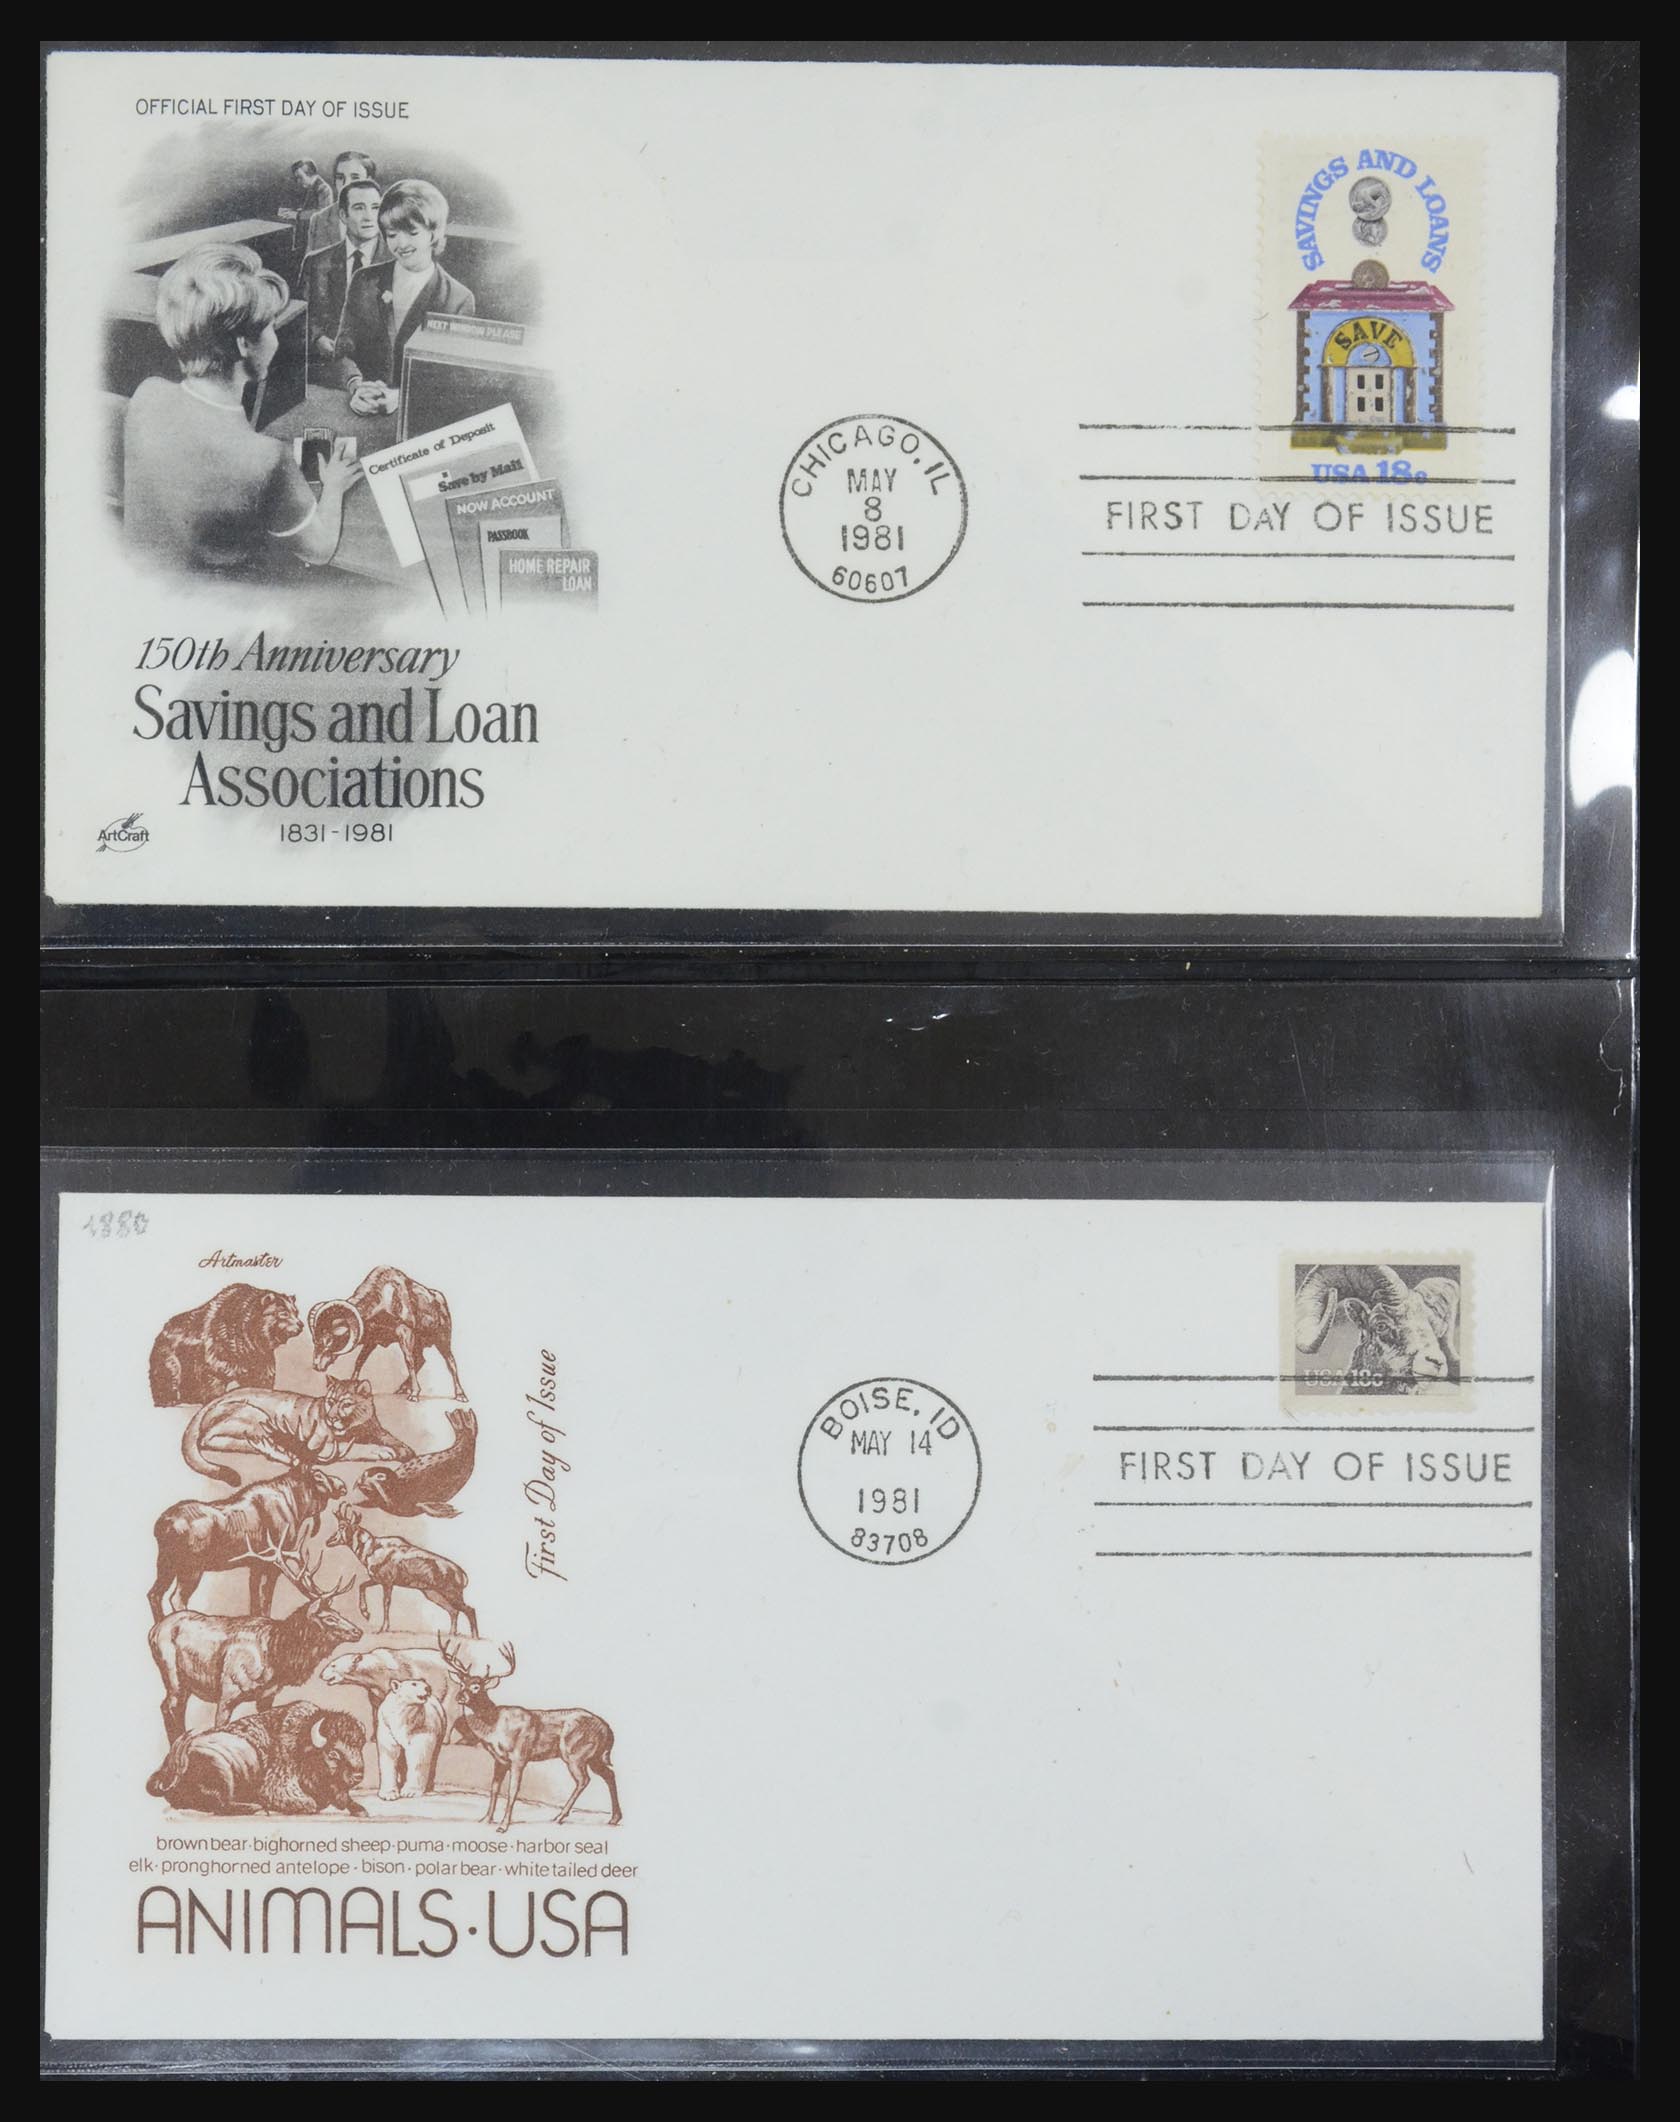 OFFICIAL FIRST DAY OF ISSUE
SAVINGS AND LOANS
SAVE
USA 18c
NEXT WINDOW PLEASE
Certificate of Deposit
Save by Mail
NOW ACCOUNT
PASSBOOK
HOME REPAIR
LOAN
CHICAGO, IL
MAY
8
1981
60607
FIRST DAY OF ISSUE
150th Anniversary
Savings and Loan
Associations
1831-1981
ArtCraft
1880
Artmaster
First Day of Issue
USA 18c
BOISE, ID
MAY 14
1981
83708
FIRST DAY OF ISSUE
brown bear·bighorned sheep·puma·moose·harbor seal
elk·pronghorned antelope·bison·polar bear·white tailed deer
ANIMALS·USA